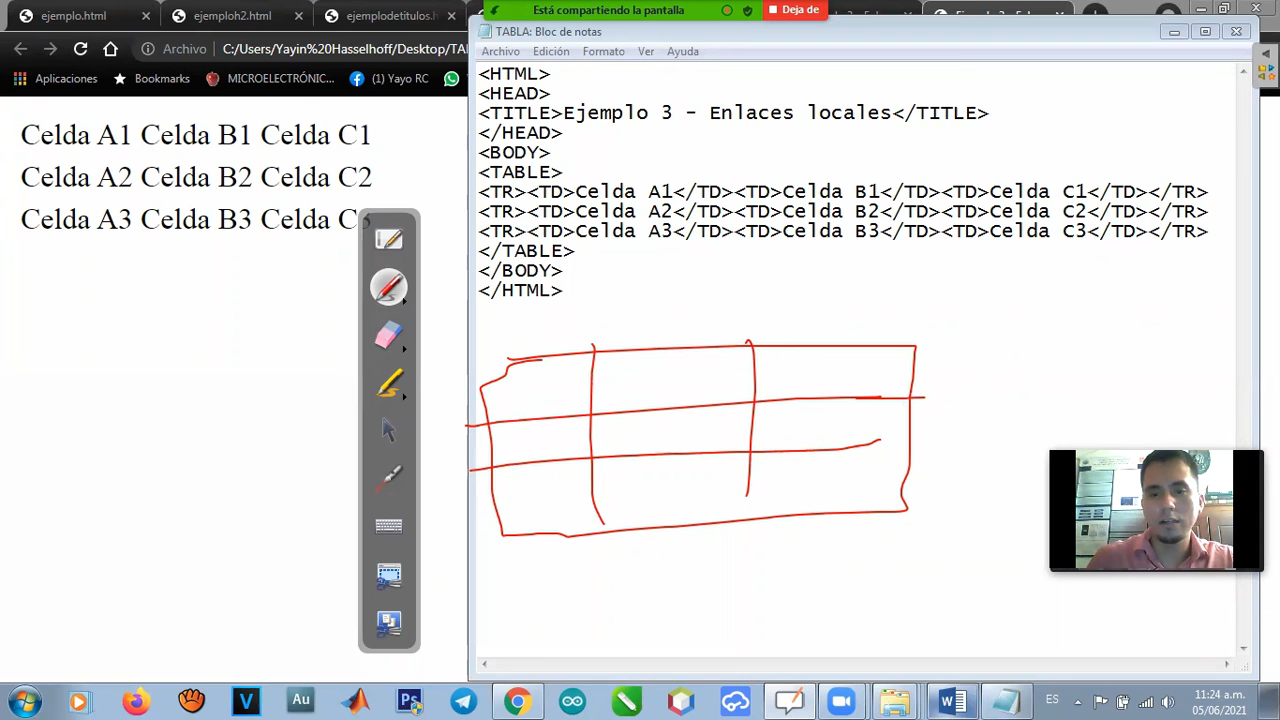 ejemplo.html
ejemploh2.html
ejemplodetitulos.h
Está compartiendo la pantalla
Dejar de
Archivo
C:/Users/Yayin%20Hasselhoff/Desktop/TA
Aplicaciones
Bookmarks
MICROELECTRÓNIC...
(1) Yayo RC
Celda A1 Celda B1 Celda C1
Celda A2 Celda B2 Celda C2
Celda A3 Celda B3 Celda C3
TABLA: Bloc de notas
Archivo Edición Formato Ver Ayuda
<HTML>
<HEAD>
<TITLE>Ejemplo 3 - Enlaces locales</TITLE>
</HEAD>
<BODY>
<TABLE>
<TR><TD>Celda A1</TD><TD>Celda B1</TD><TD>Celda C1</TD></TR>
<TR><TD>Celda A2</TD><TD>Celda B2</TD><TD>Celda C2</TD></TR>
<TR><TD>Celda A3</TD><TD>Celda B3</TD><TD>Celda C3</TD></TR>
</TABLE>
</BODY>
</HTML>
V
Au
Ps
W
ES
11:24 a.m.
05/06/2021